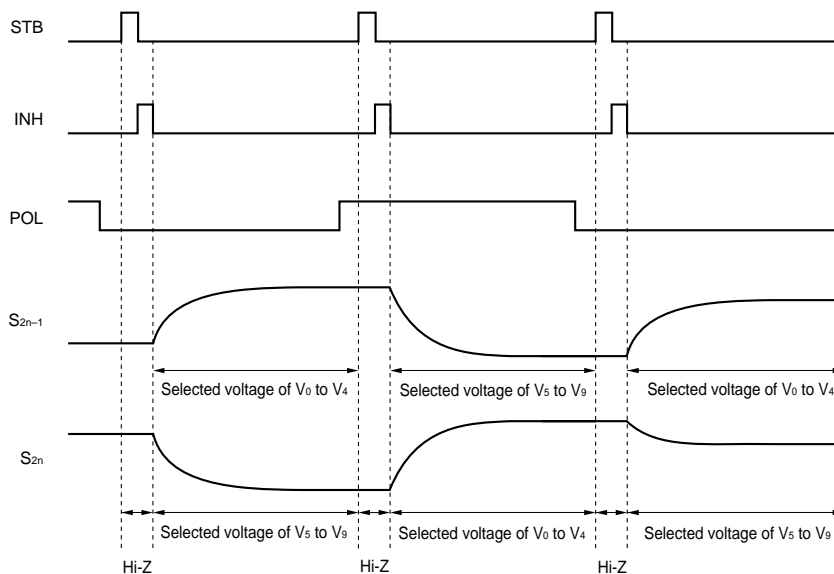 STB
INH
POL
S2n–1
Selected voltage of V0 to V4 Selected voltage of V5 to V9 Selected voltage of V0 to V4
S2n
Selected voltage of V5 to V9 Selected voltage of V0 to V4 Selected voltage of V5 to V9
Hi-Z Hi-Z Hi-Z